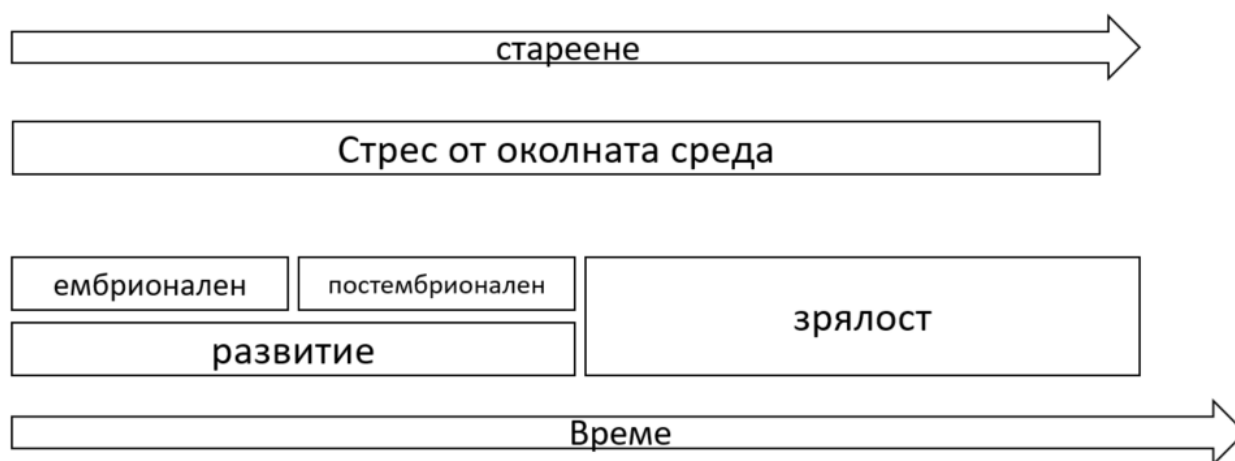 стареене
Стрес от околната среда
ембрионален
постембрионален
зрялост
развитие
Време